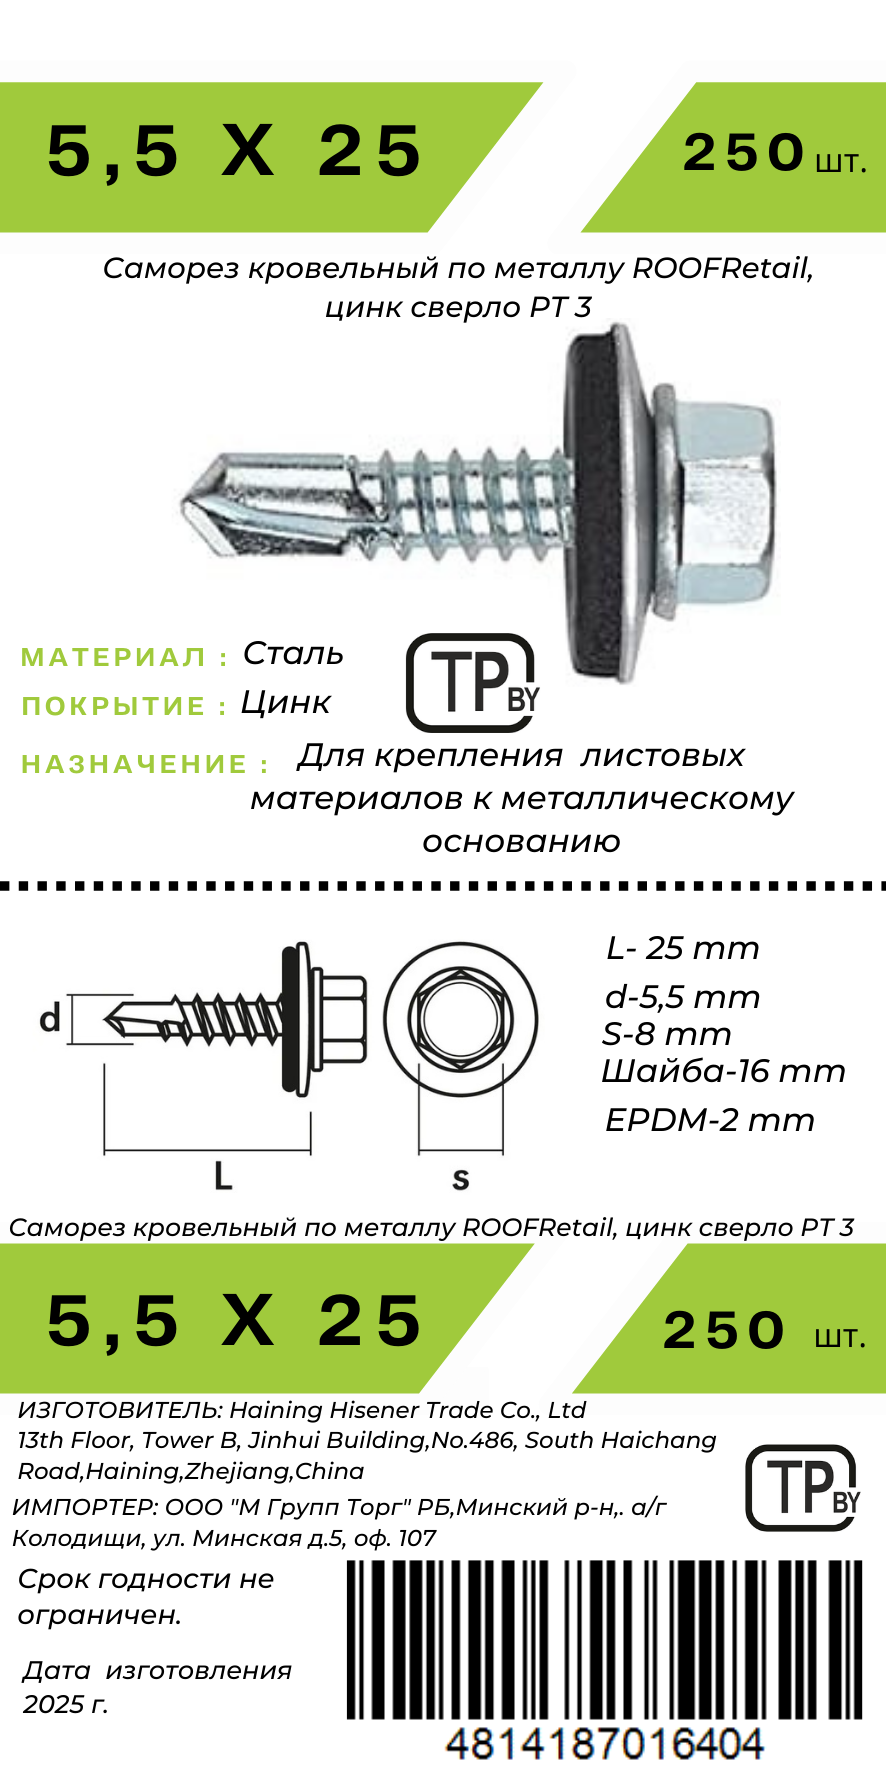 5,5 X 25
250 шт.
Саморез кровельный по металлу ROOFRetail,
цинк сверло РТ 3
МАТЕРИАЛ : Сталь
ПОКРЫТИЕ : Цинк
TP BY
НАЗНАЧЕНИЕ : Для крепления листовых
материалов к металлическому
основанию
L- 25 mm
d-5,5 mm
S-8 mm
Шайба-16 mm
EPDM-2 mm
d
L
s
Саморез кровельный по металлу ROOFRetail, цинк сверло РТ 3
5,5 X 25
250 шт.
ИЗГОТОВИТЕЛЬ: Haining Hisener Trade Co., Ltd
13th Floor, Tower B, Jinhui Building,No.486, South Haichang
Road,Haining,Zhejiang,China
TP BY
ИМПОРТЕР: ООО "М Групп Торг" РБ,Минский р-н,. а/г
Колодищи, ул. Минская д.5, оф. 107
Срок годности не
ограничен.
Дата изготовления
2025 г.
4814187016404